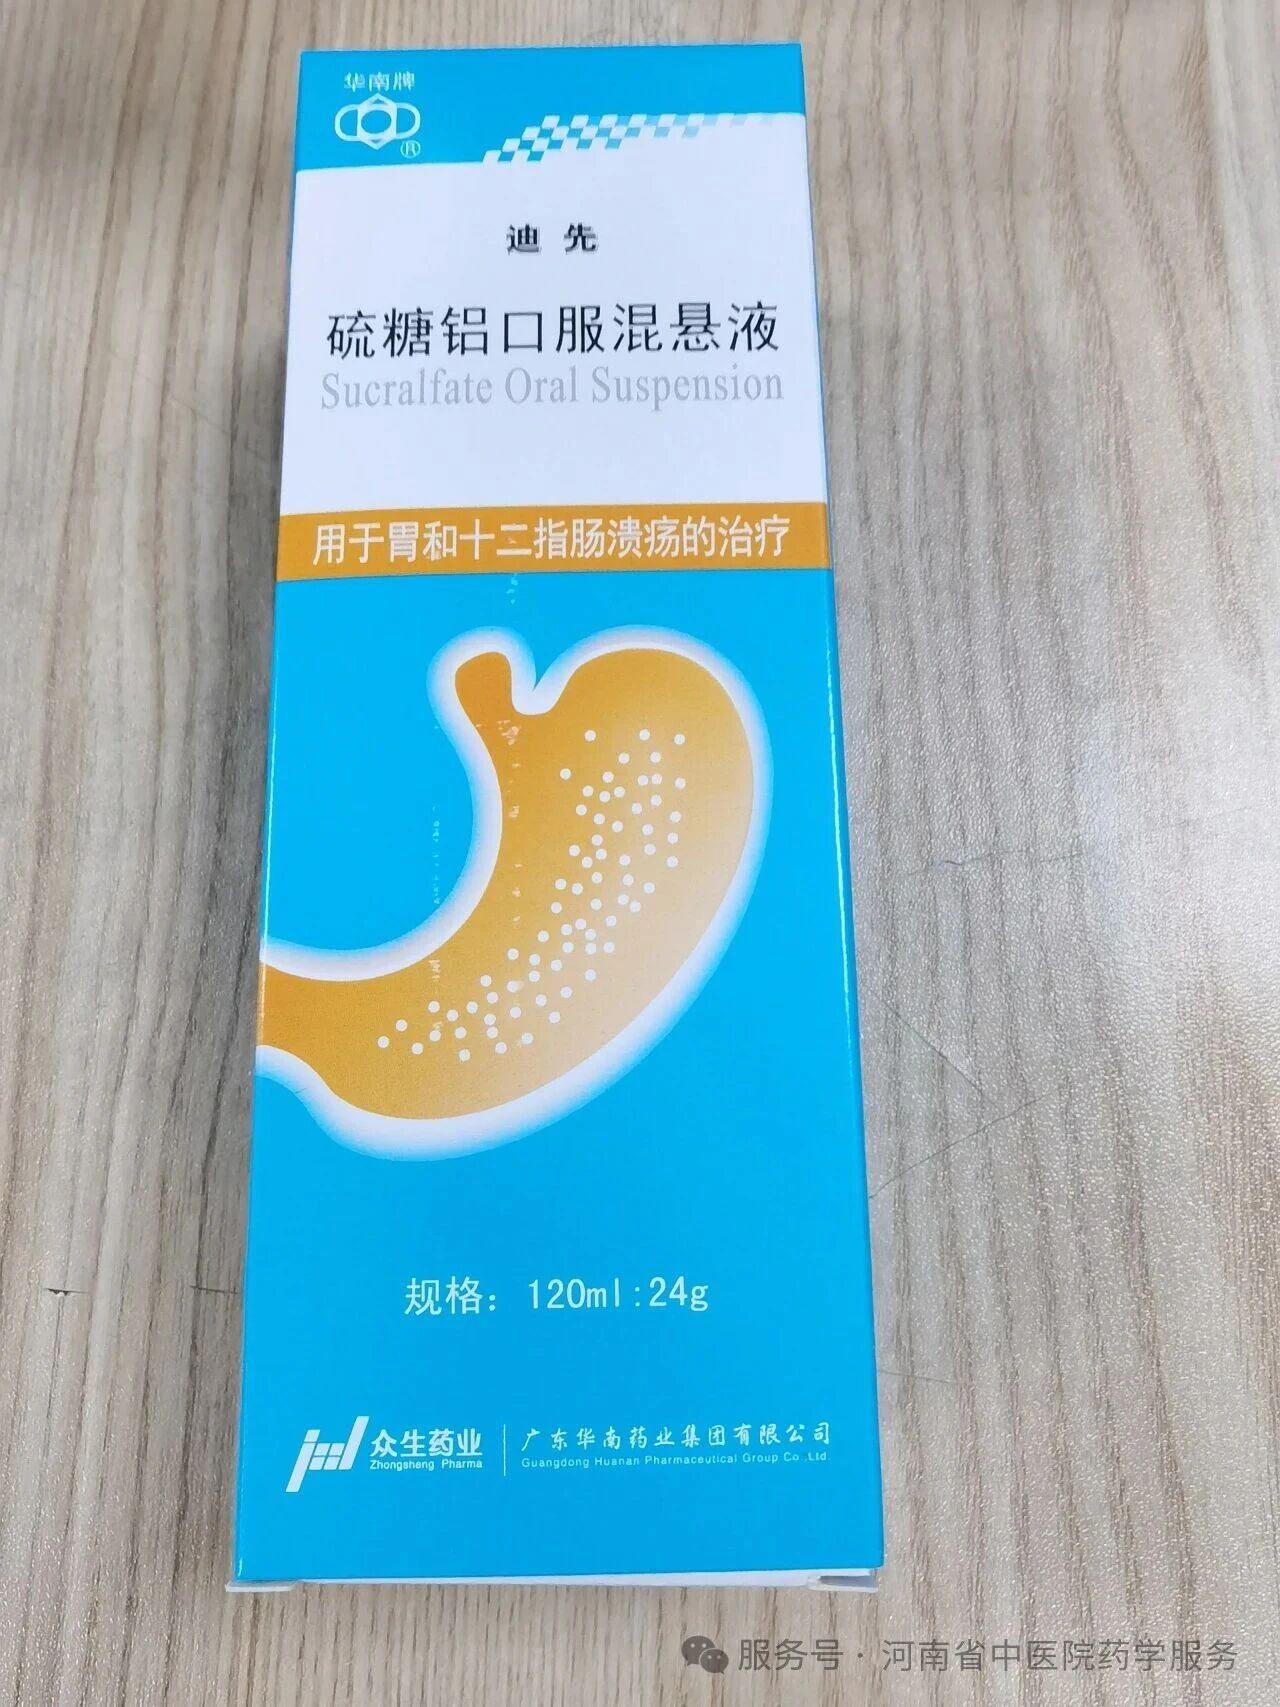 华南牌
®
迪先
硫糖铝口服混悬液
Sucralfate Oral Suspension
用于胃和十二指肠溃疡的治疗
规格：120ml:24g
众生药业
Zhongsheng Pharma
广东华南药业集团有限公司
Guangdong Huanan Pharmaceutical Group Co.,Ltd.
服务号·河南省中医院药学服务